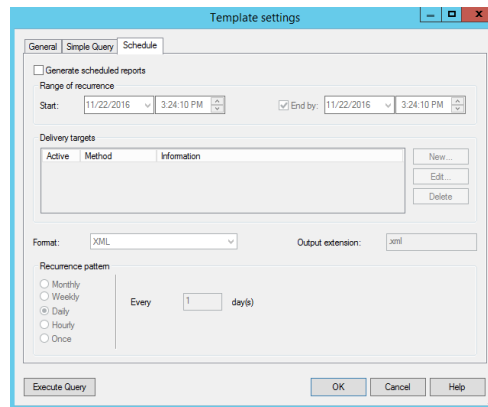 Template settings
General Simple Query Schedule
Generate scheduled reports
Range of recurrence
Start: 11/22/2016 3:24:10 PM End by: 11/22/2016 3:24:10 PM
Delivery targets
Active Method Information
New...
Edit...
Delete
Format: XML Output extension: .xml
Recurrence pattern
Monthly
Weekly
Daily
Hourly
Once
Every 1 day(s)
Execute Query OK Cancel Help